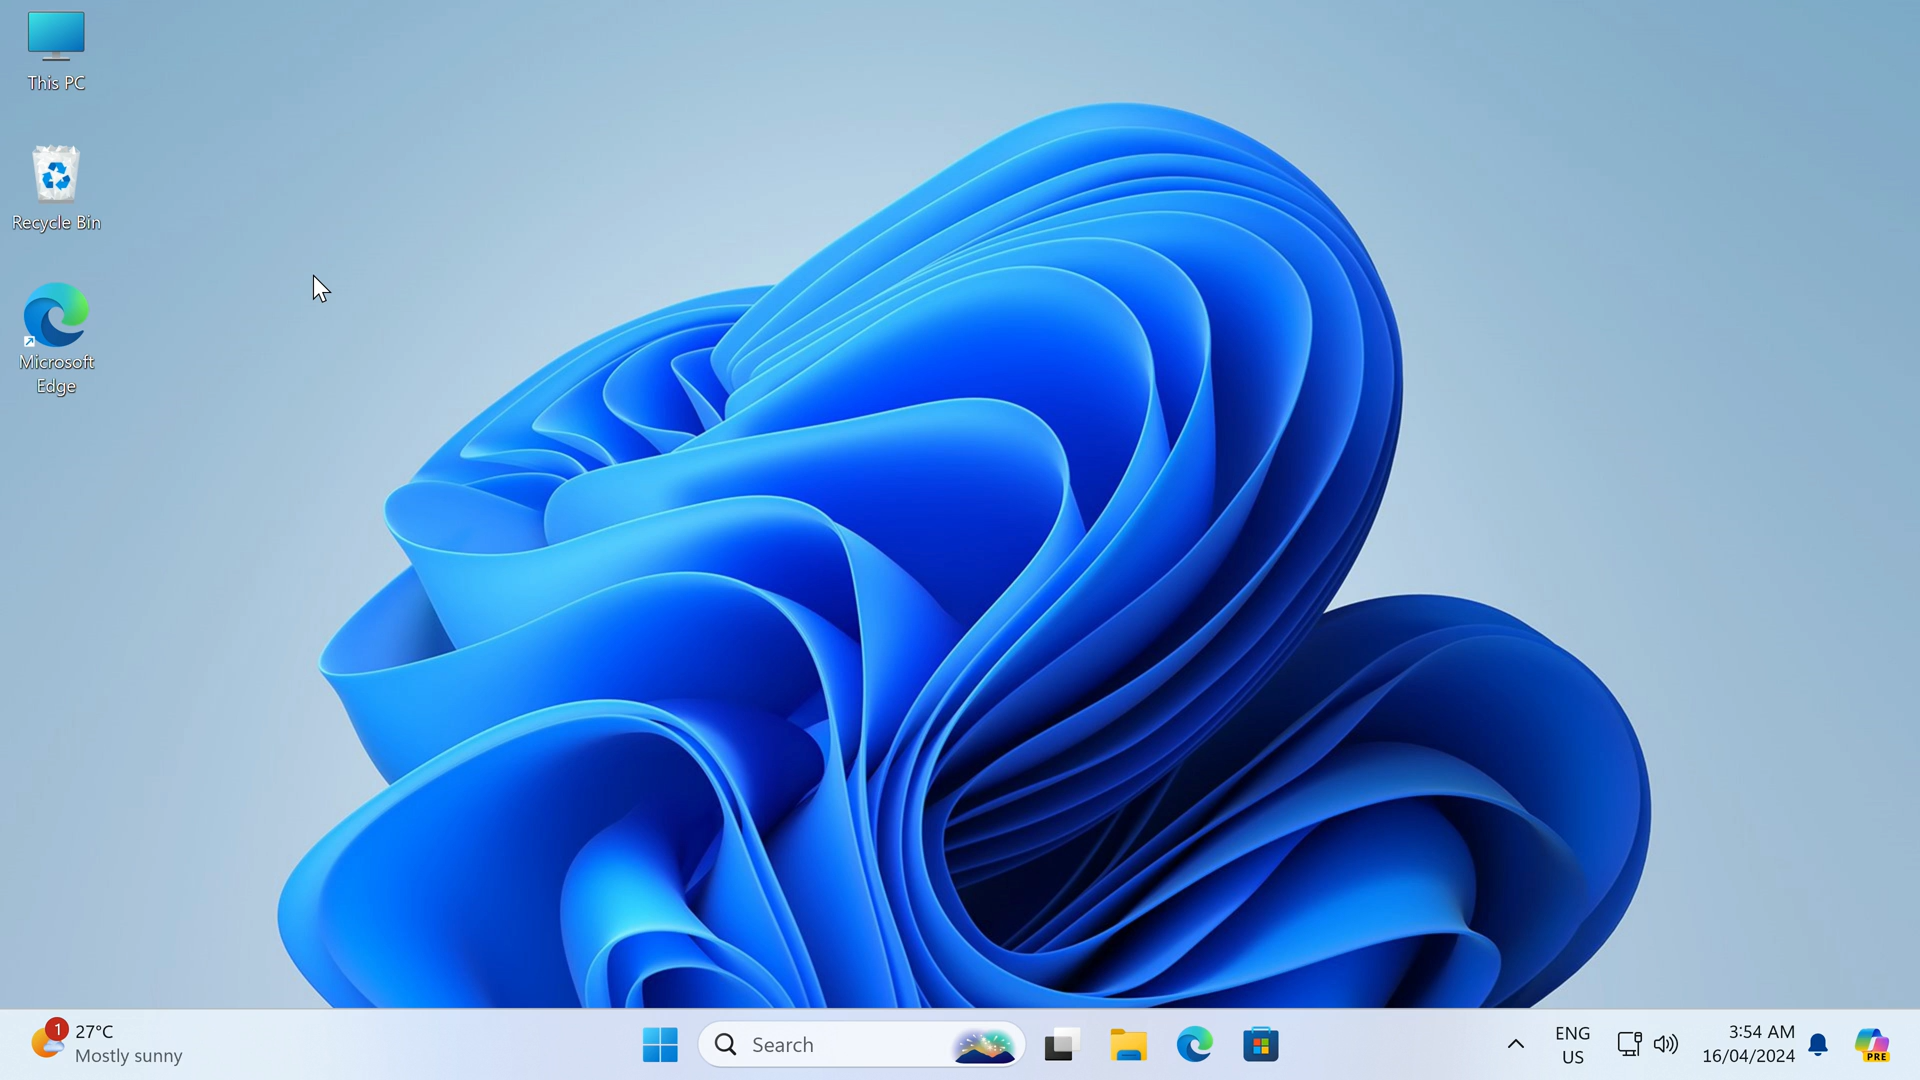 This PC
Recycle Bin
Microsoft
Edge
1
27°C
Mostly sunny
Search
ENG
US
3:54 AM
16/04/2024
PRE